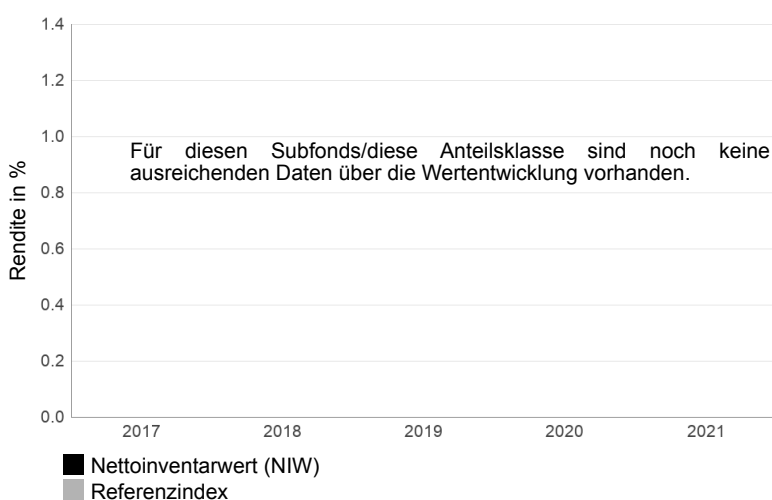 1.4
1.2
1.0
Für diesen Subfonds/diese Anteilsklasse sind noch keine
ausreichenden Daten über die Wertentwicklung vorhanden.
0.8
0.6
0.4
0.2
0.0
Rendite in %
2017 2018 2019 2020 2021
Nettoinventarwert (NIW)
Referenzindex